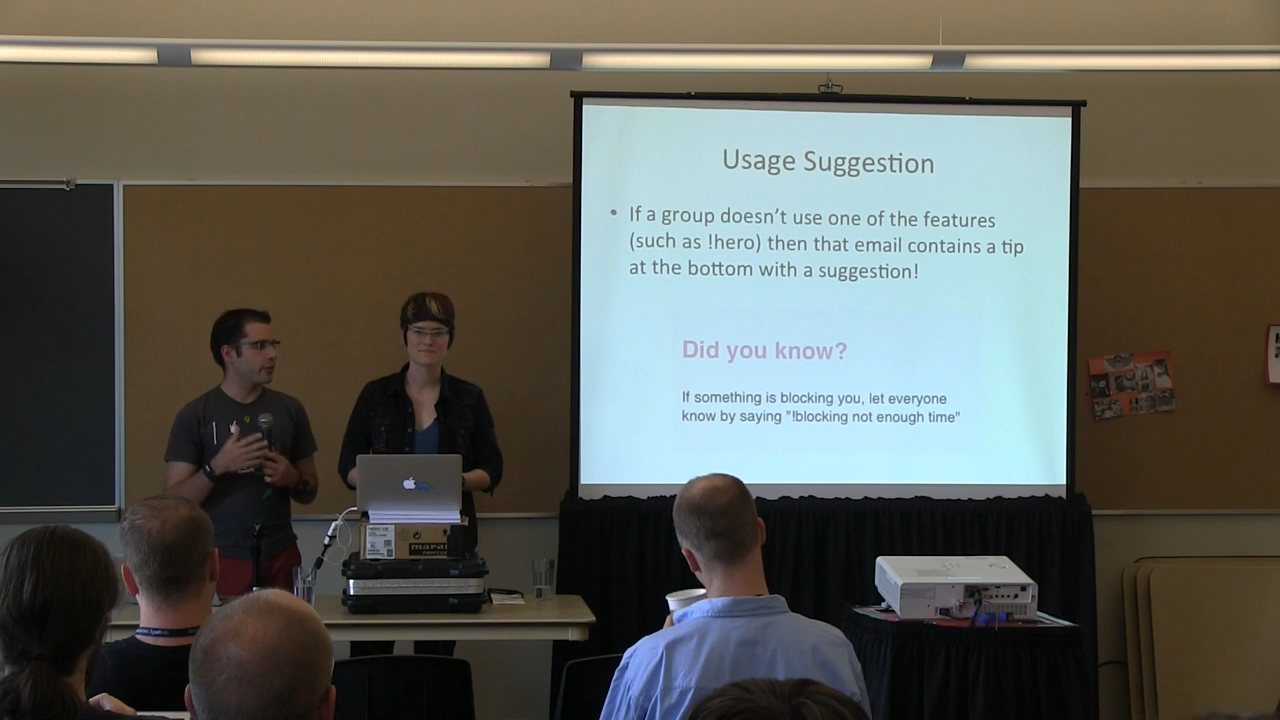 Usage Suggestion
• If a group doesn't use one of the features
(such as !hero) then that email contains a tip
at the bottom with a suggestion!
Did you know?
If something is blocking you, let everyone
know by saying "!blocking not enough time"
marantz